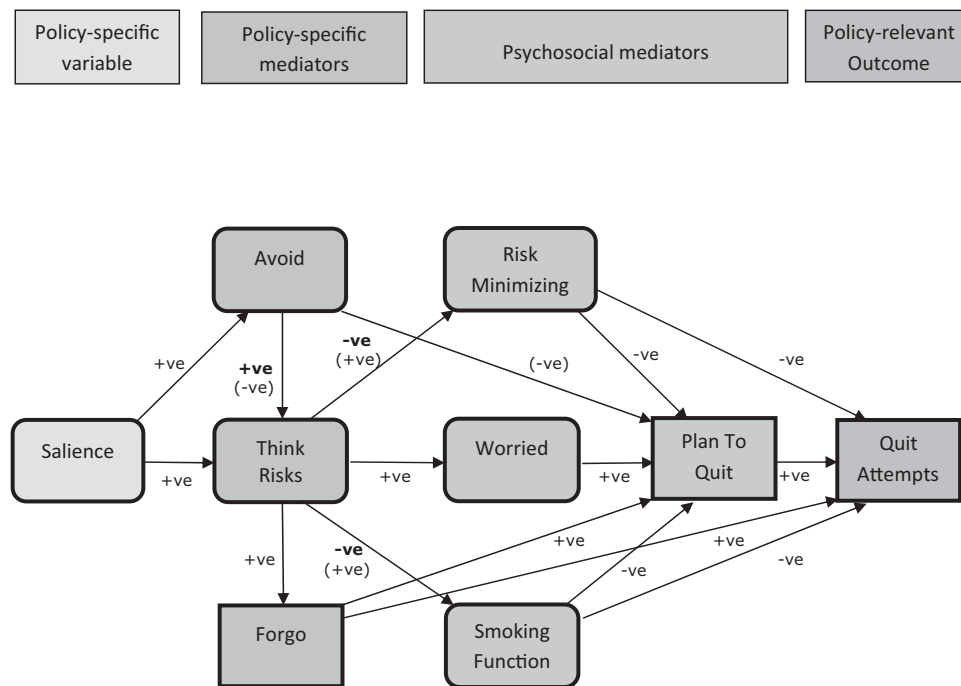 Policy-specific
variable
Policy-specific
mediators
Psychosocial mediators
Policy-relevant
Outcome
Avoid
Risk
Minimizing
+ve
+ve
(-ve)
-ve
(+ve)
(-ve)
-ve
-ve
Salience
+ve
Think
Risks
+ve
Worried
+ve
Plan To
Quit
+ve
Quit
Attempts
+ve
-ve
(+ve)
+ve
-ve
+ve
-ve
Forgo
Smoking
Function